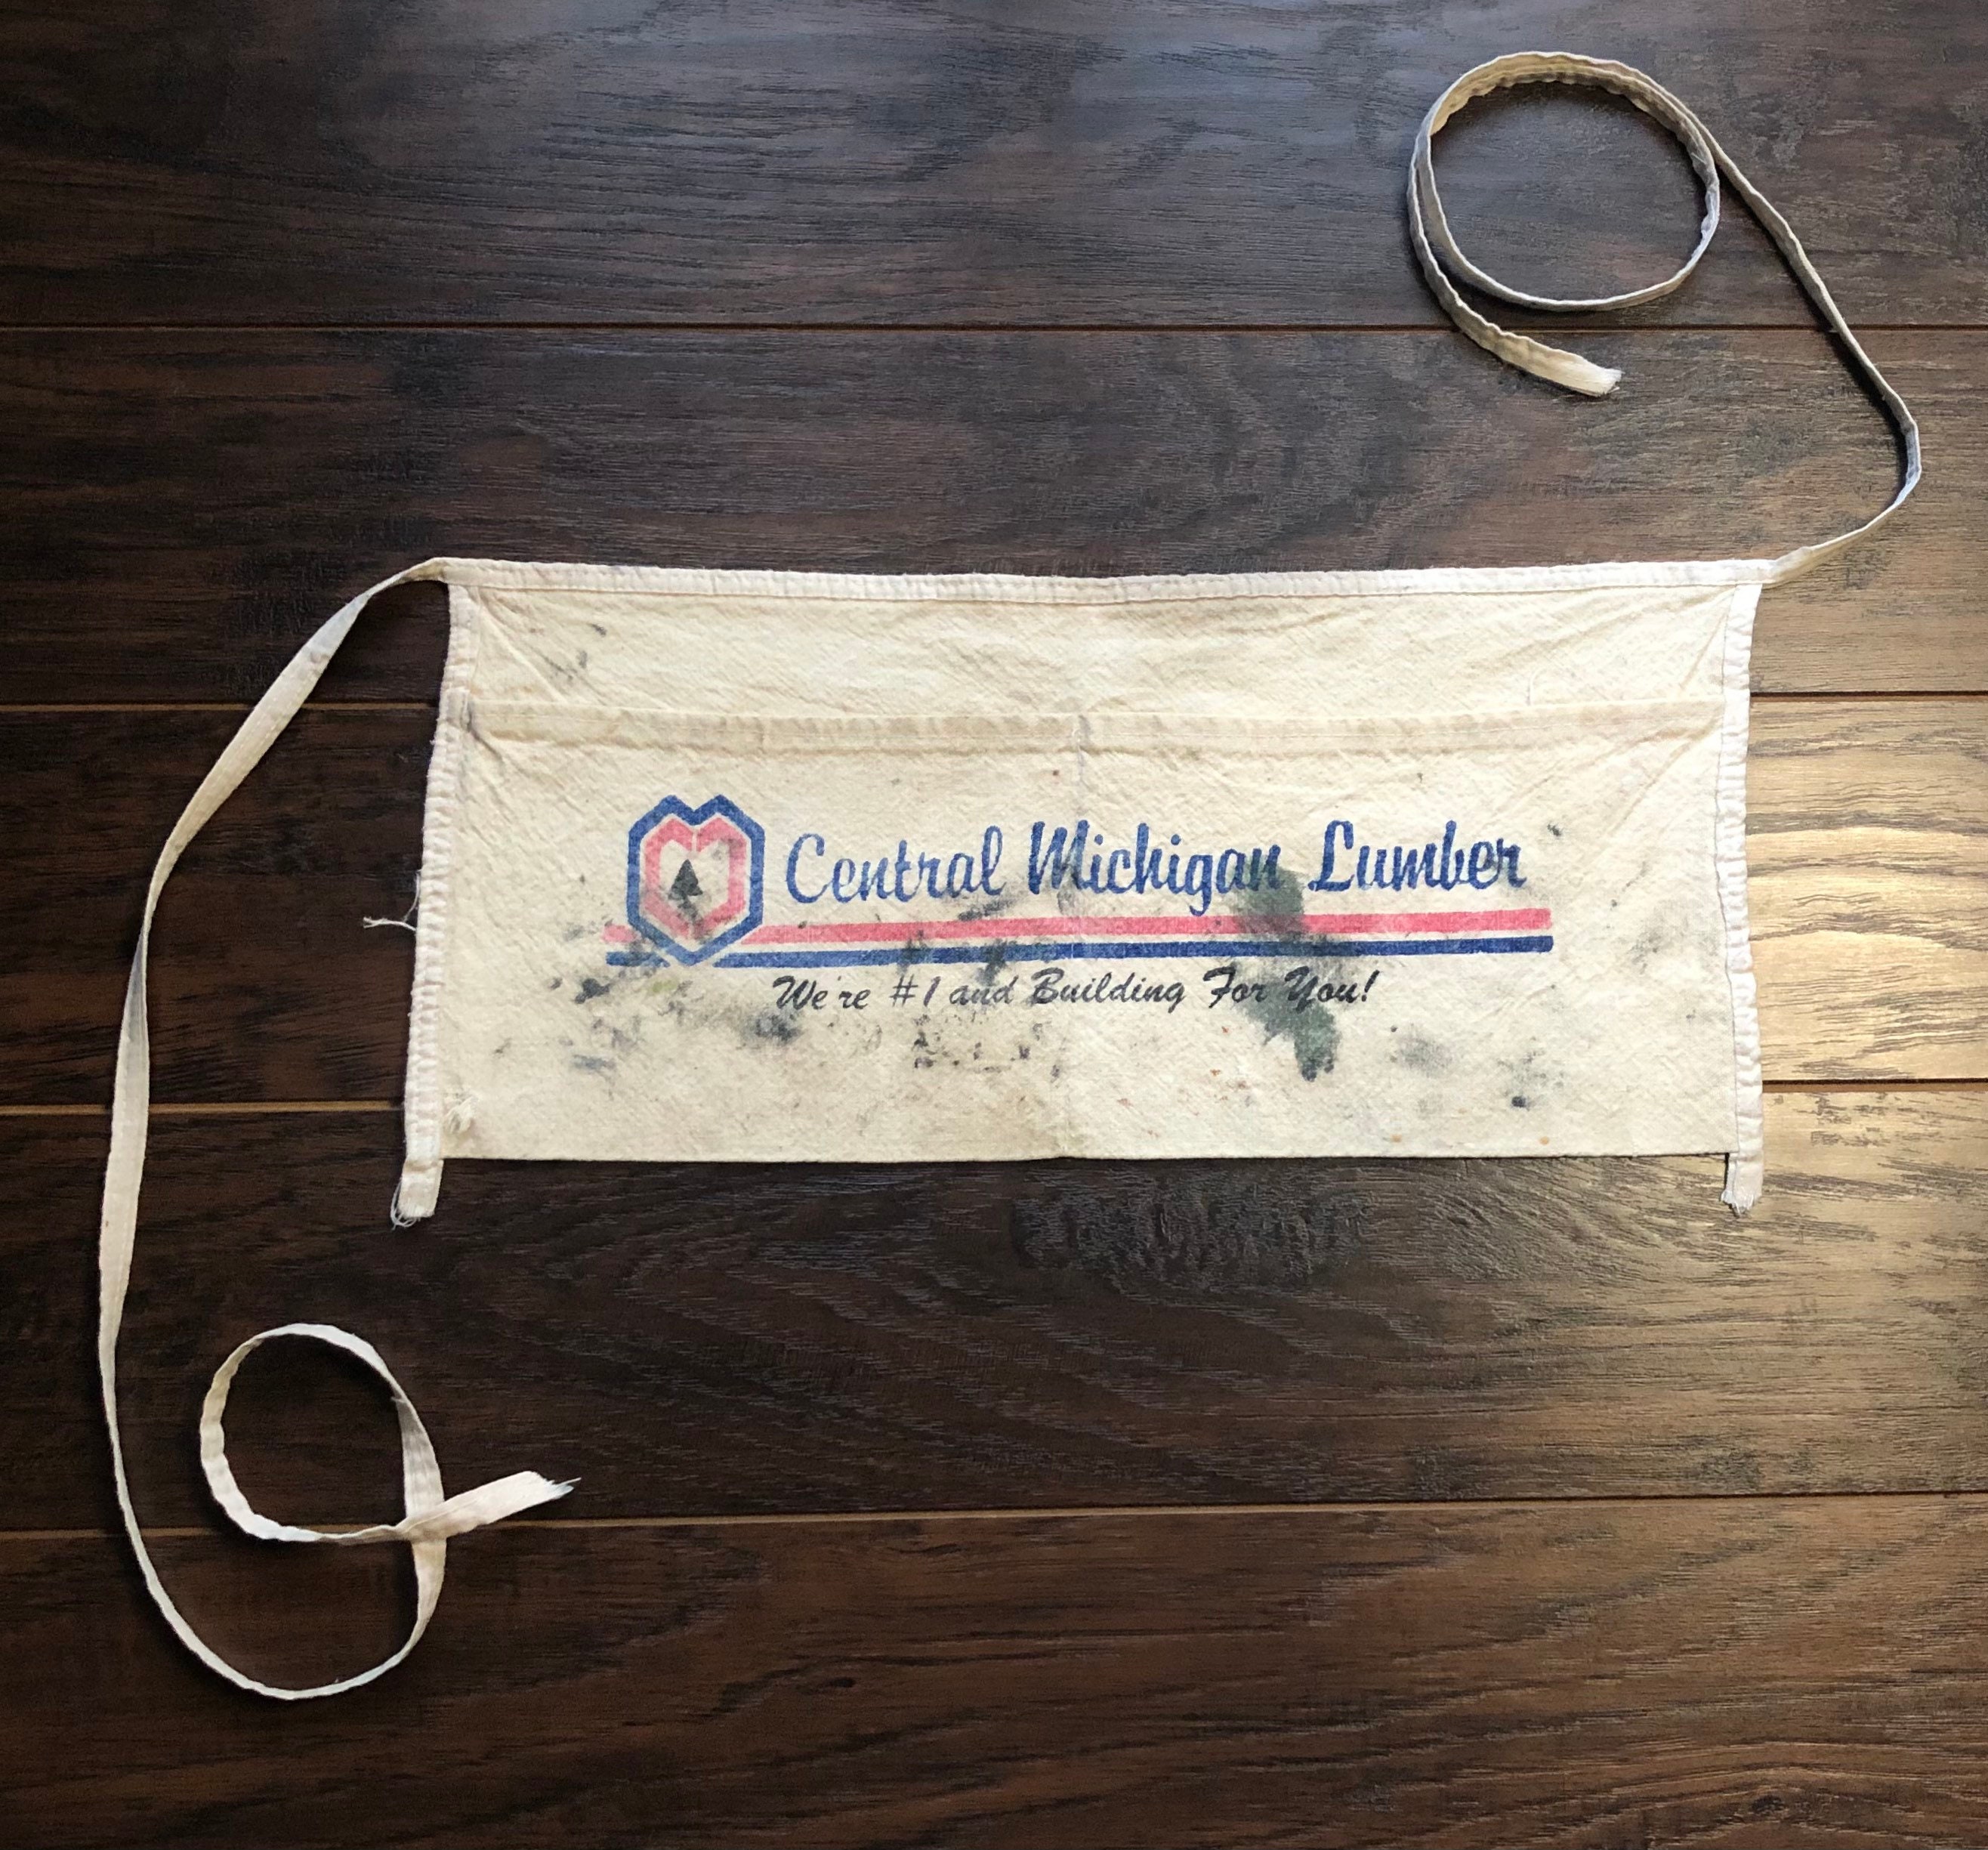 Central Michigan Lumber
We're #1 and Building For You!